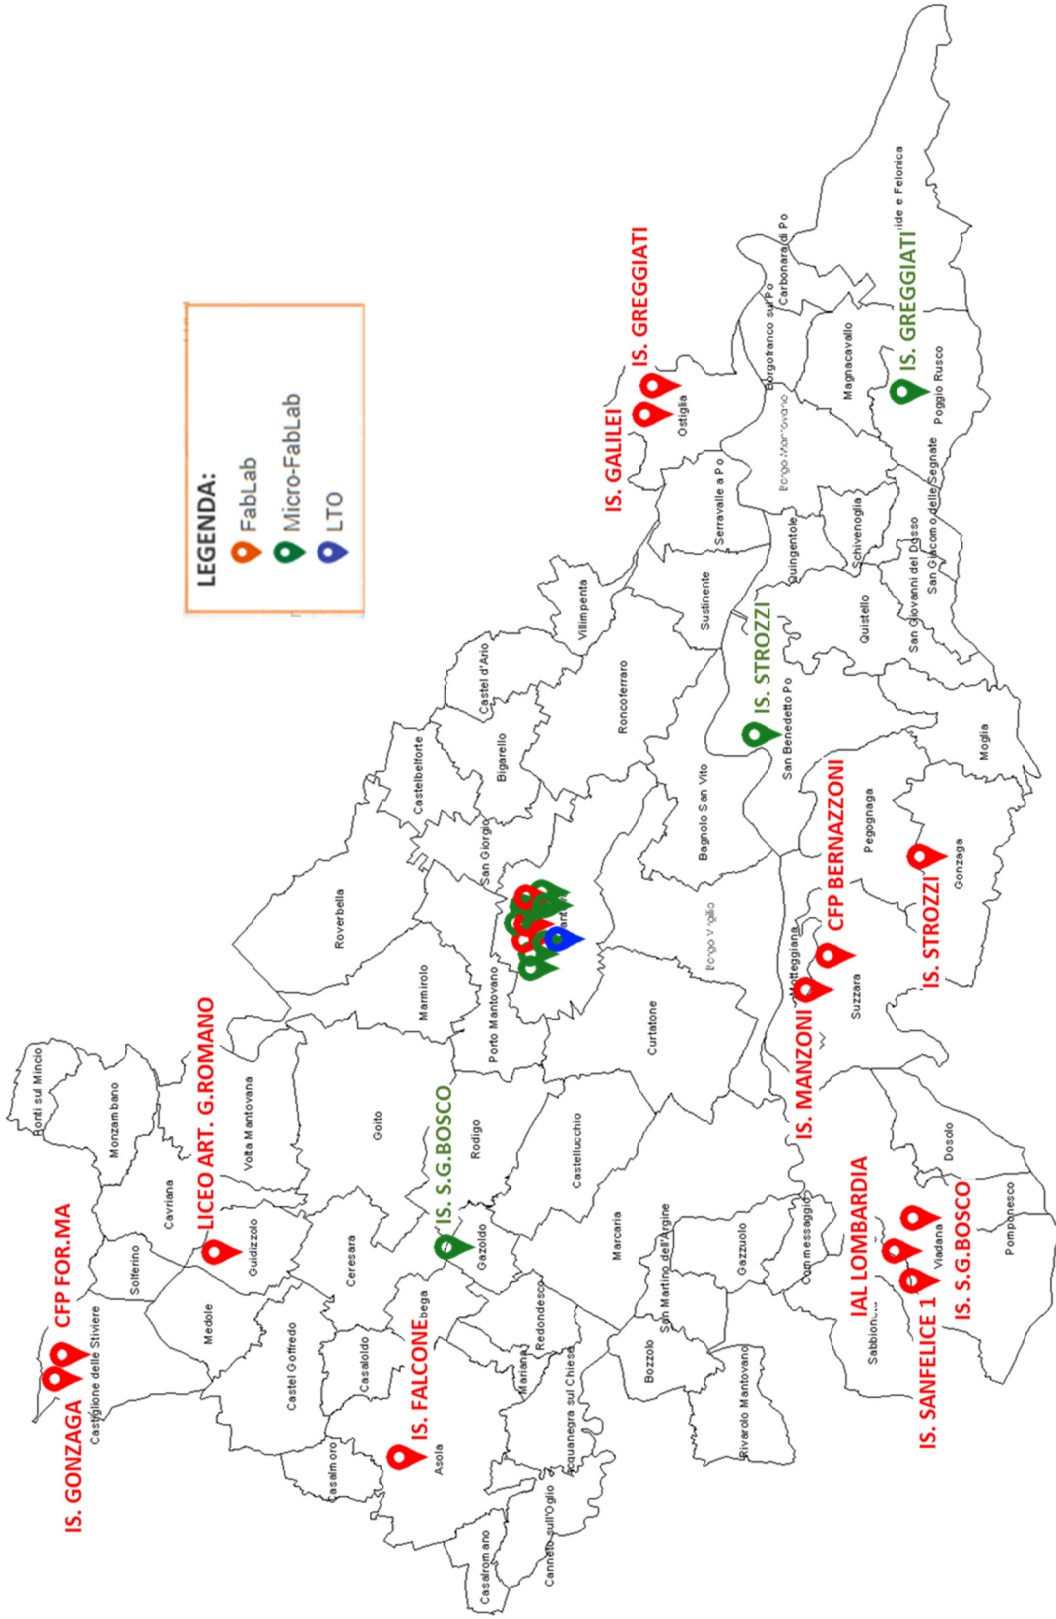 LEGENDA:
FabLab
Micro-FabLab
LTO
IS. GONZAGA
CFP FOR.MA
Castiglione delle Stiviere
Solferino
Cavriana
Monzambano
Ponti sul Mincio
Medole
Guidizzolo
LICEO ART. G.ROMANO
Volta Mantovana
Castel Goffredo
Ceresara
Goito
Marmirolo
Roverbella
Casalmoro
Casaloldo
IS. FALCONE
bega
Asola
IS. S.G.BOSCO
Gazoldo
Rodigo
Porto Mantovano
San Giorgio
Castelbelforte
Bigarello
Castel d'Ario
Villimpenta
Casalromano
Canneto sull'Oglio
Acquanegra sul Chiese
Mariana
Redondesco
Castellucchio
Marcaria
Curtatone
Roncoferraro
IS. GALILEI
IS. GREGGIATI
Ostiglia
Serravalle a Po
Sustinente
Bagnolo San Vito
Borgo Virgilio
Bozzolo
San Martino dell'Argine
Rivarolo Mantovano
Gazzuolo
Commessaggio
IS. MANZONI
Motteggiana
CFP BERNAZZONI
Suzzara
IS. STROZZI
San Benedetto Po
Quingentole
Borgo Mantovano
Borgofranco sul Po
Carbonara di Po
Magnacavallo
Schivenoglia
Quistello
Pegognaga
IAL LOMBARDIA
Viadana
IS. SANFELICE 1
IS. S.G.BOSCO
Dosolo
Pomponesco
IS. STROZZI
Gonzaga
Moglia
San Giovanni del Dosso
San Giacomo delle Segnate
IS. GREGGIATI
Poggio Rusco
ide e Felonica